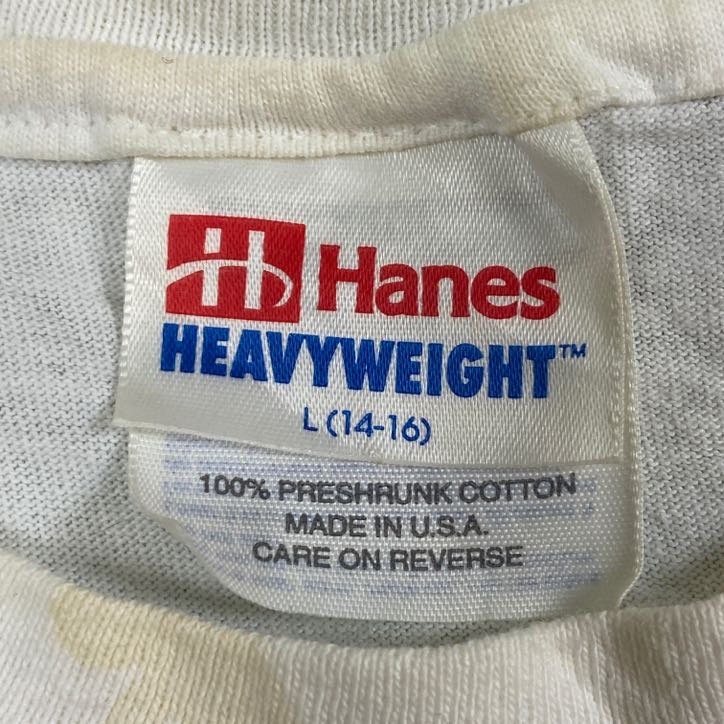 H Hanes
HEAVYWEIGHT™
L (14-16)
100% PRESHRUNK COTTON
MADE IN U.S.A.
CARE ON REVERSE